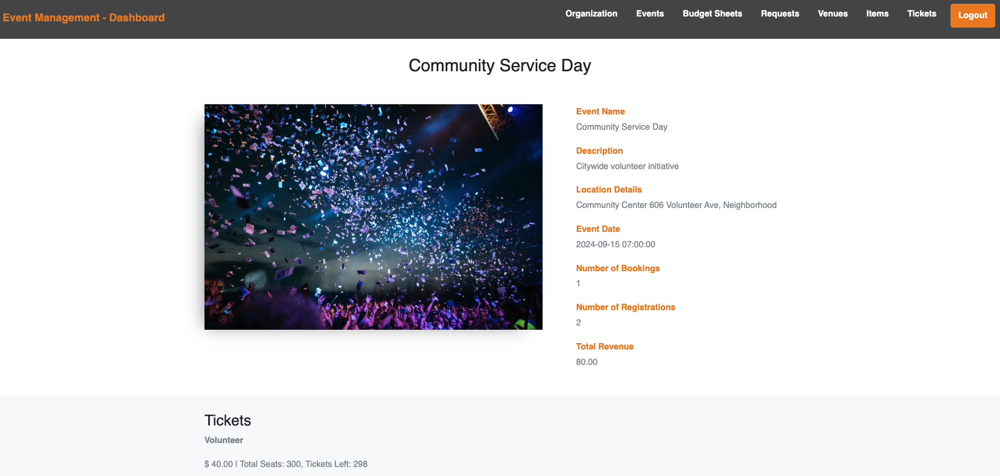 Event Management - Dashboard
Organization Events Budget Sheets Requests Venues Items Tickets Logout
Community Service Day
Event Name
Community Service Day
Description
Citywide volunteer initiative
Location Details
Community Center 606 Volunteer Ave, Neighborhood
Event Date
2024-09-15 07:00:00
Number of Bookings
1
Number of Registrations
2
Total Revenue
80.00
Tickets
Volunteer
$ 40.00 | Total Seats: 300, Tickets Left: 298